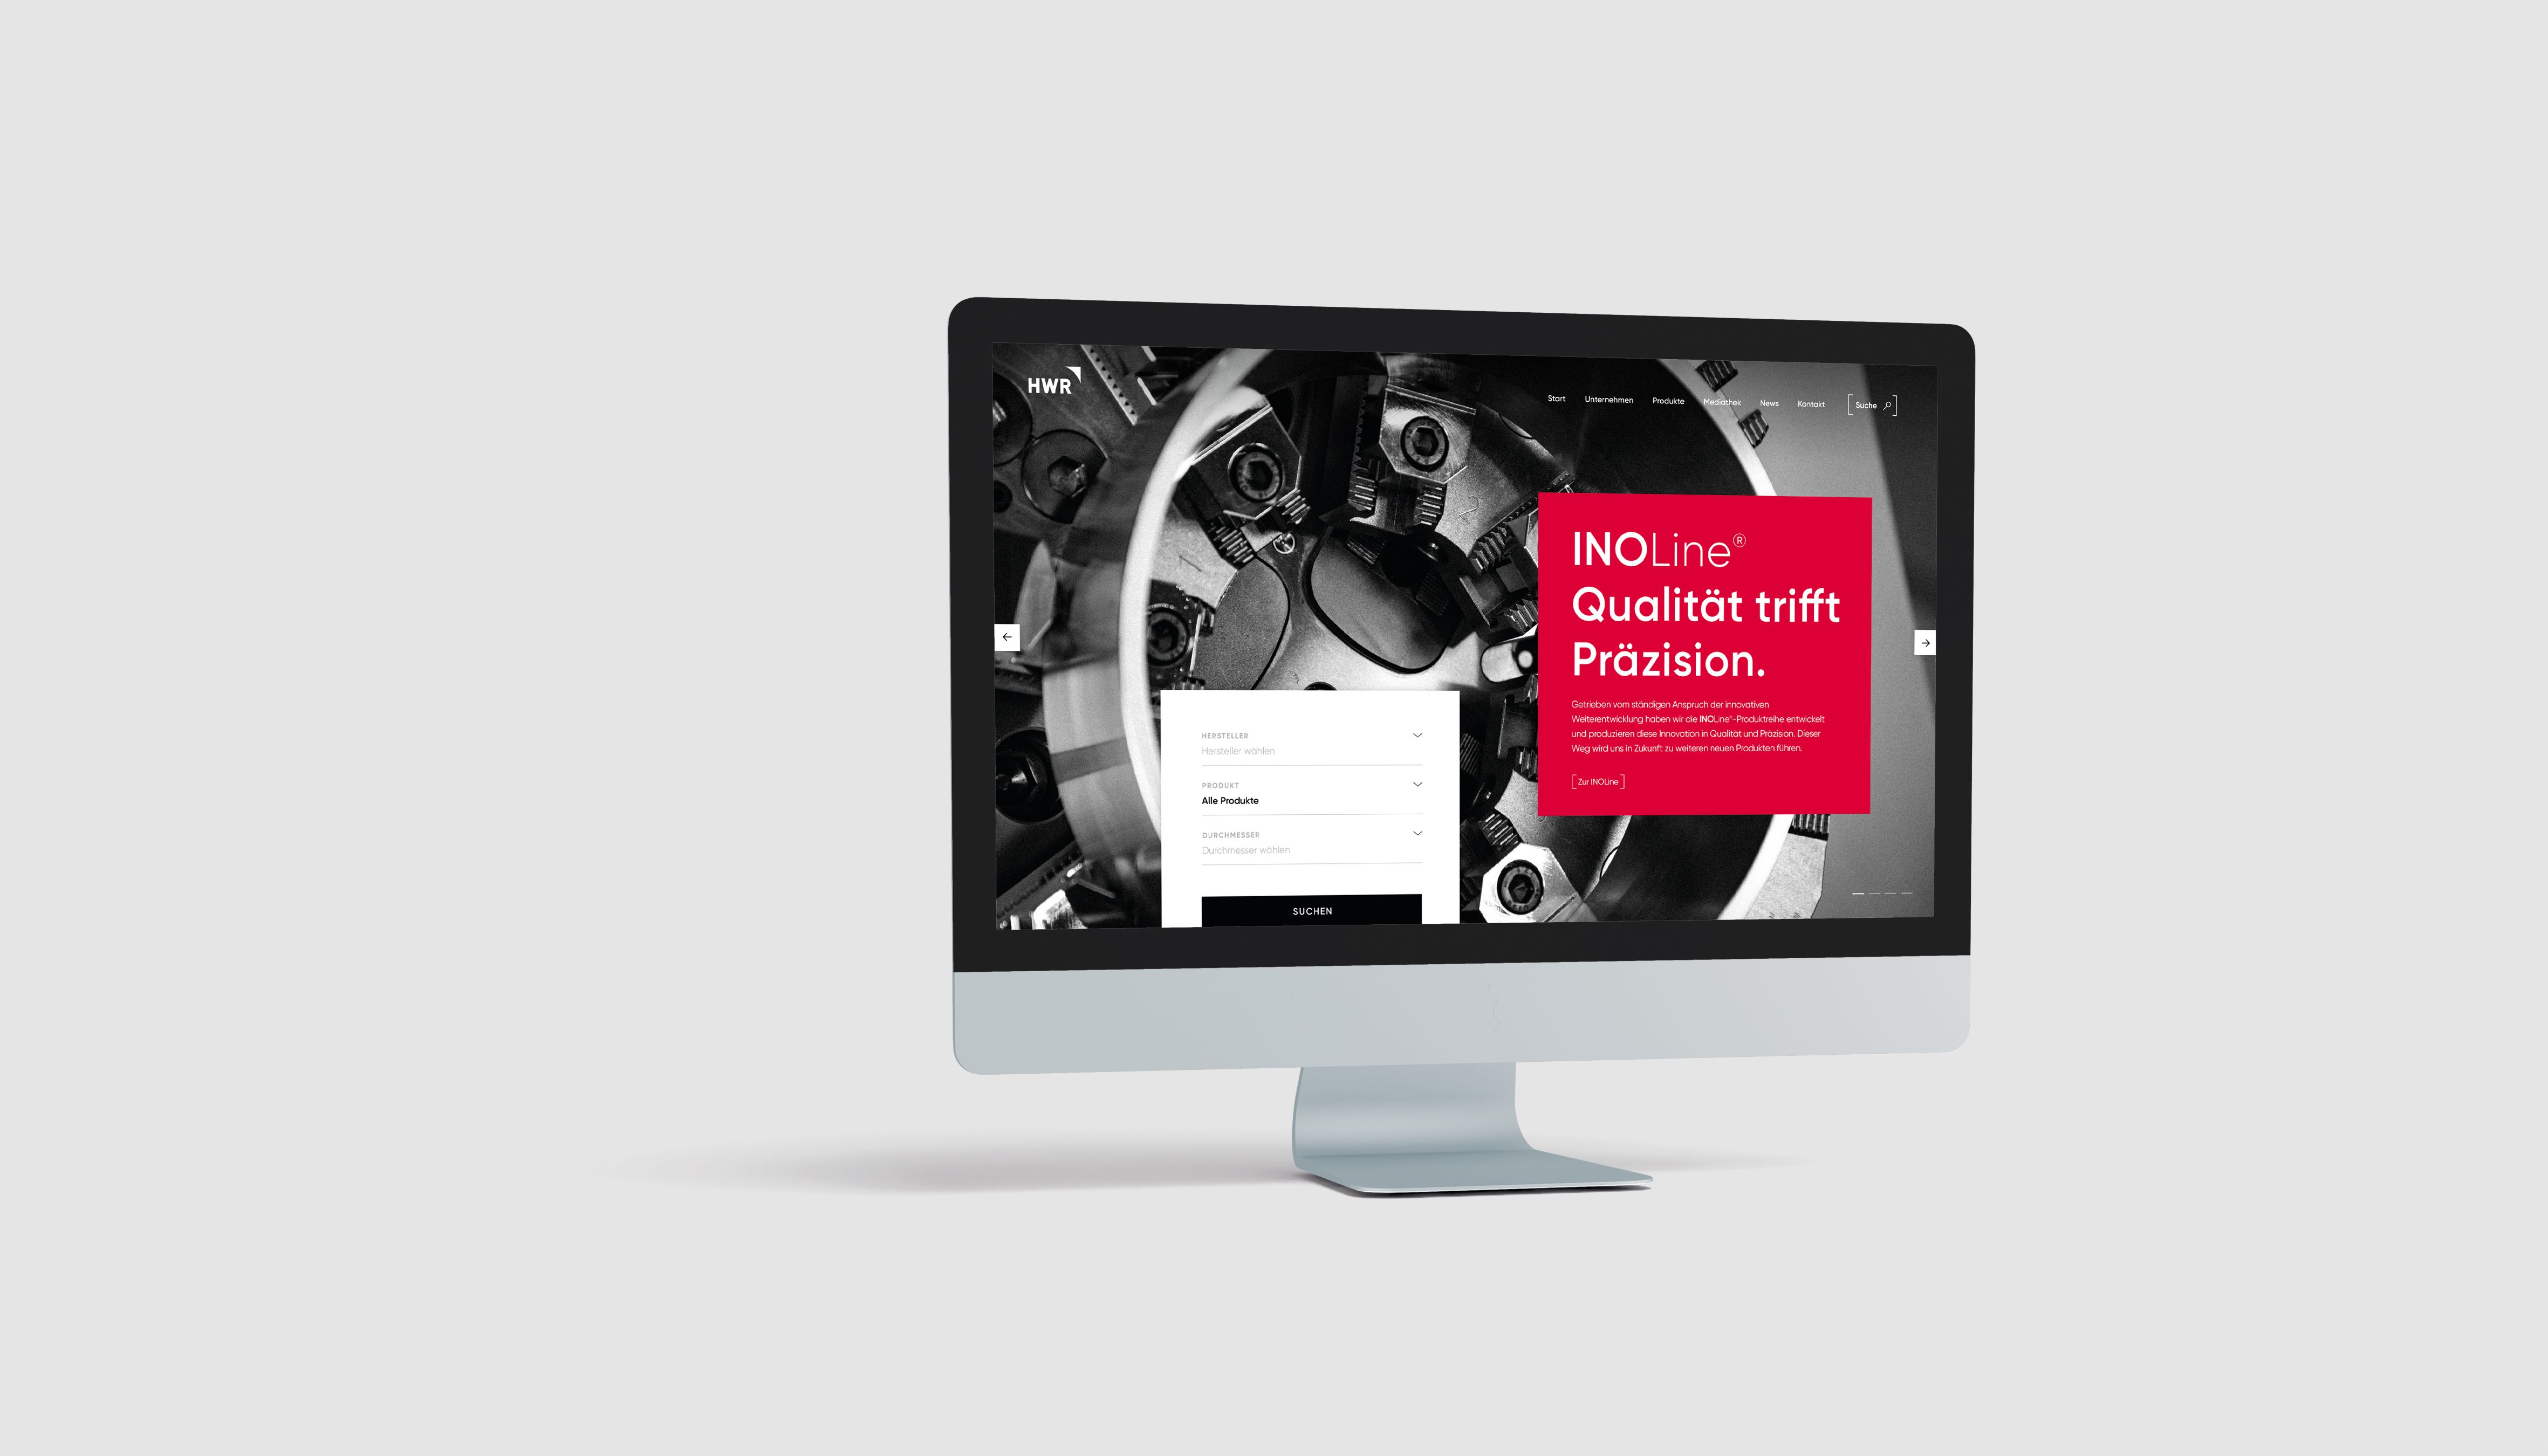 HWR
Start Unternehmen Produkte Mediathek News Kontakt Suche
INOLine®
Qualität trifft
Präzision.
Getrieben vom ständigen Anspruch der innovativen
Weiterentwicklung haben wir die INOLine®-Produktreihe entwickelt
und produzieren diese Innovation in Qualität und Präzision. Dieser
Weg wird uns in Zukunft zu weiteren neuen Produkten führen.
[Zur INOLine]
HERSTELLER
Hersteller wählen
PRODUKT
Alle Produkte
DURCHMESSER
Durchmesser wählen
SUCHEN